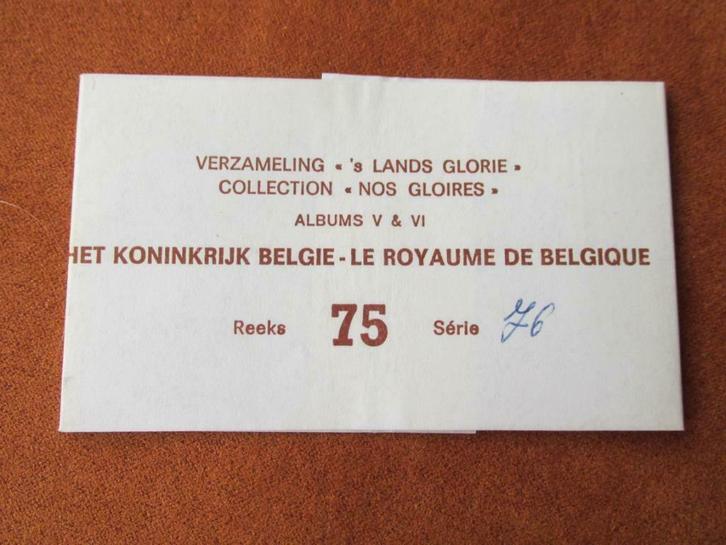 VERZAMELING « 's LANDS GLORIE »
COLLECTION « NOS GLOIRES »
ALBUMS V & VI
HET KONINKRIJK BELGIE - LE ROYAUME DE BELGIQUE
Reeks 75 Série 76